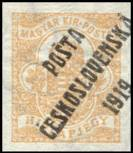 MAGYAR KIR. POSTA
POSTA
ČESKOSLOVENSKÁ
1919